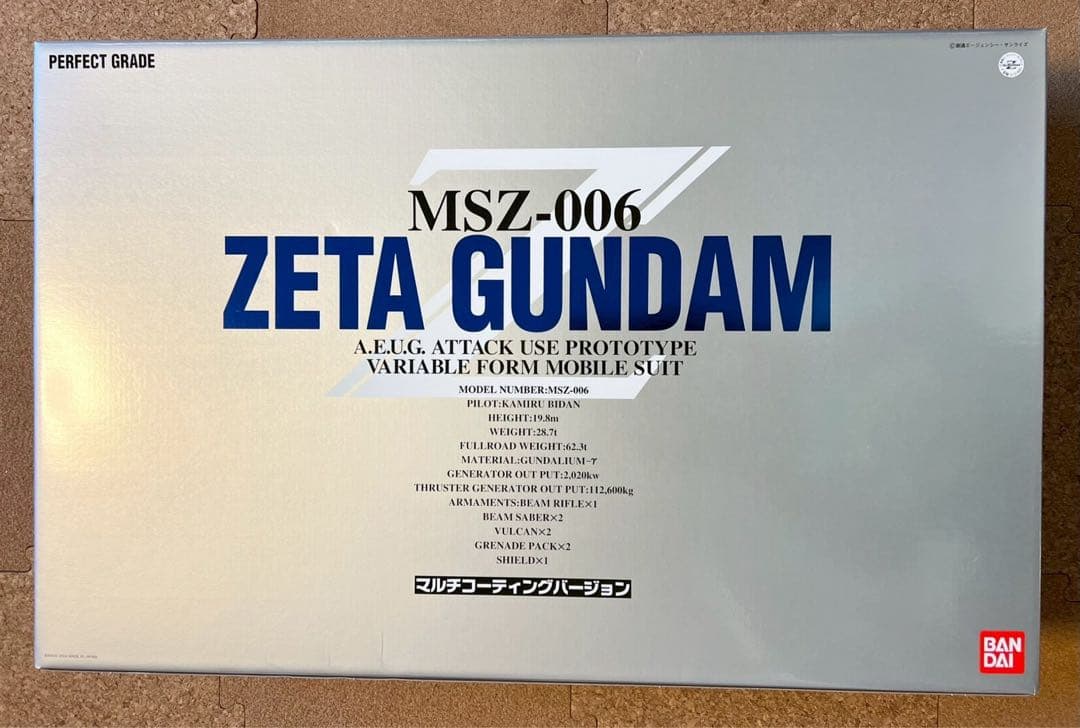 PERFECT GRADE
©創通エージェンシー・サンライズ
MSZ-006
ZETA GUNDAM
A.E.U.G. ATTACK USE PROTOTYPE
VARIABLE FORM MOBILE SUIT
MODEL NUMBER:MSZ-006
PILOT:KAMIRU BIDAN
HEIGHT:19.8m
WEIGHT:28.7t
FULLROAD WEIGHT:62.3t
MATERIAL:GUNDALIUM-γ
GENERATOR OUT PUT:2,020kw
THRUSTER GENERATOR OUT PUT:112,600kg
ARMAMENTS:BEAM RIFLE×1
BEAM SABER×2
VULCAN×2
GRENADE PACK×2
SHIELD×1
マルチコーティングバージョン
BAN
DAI